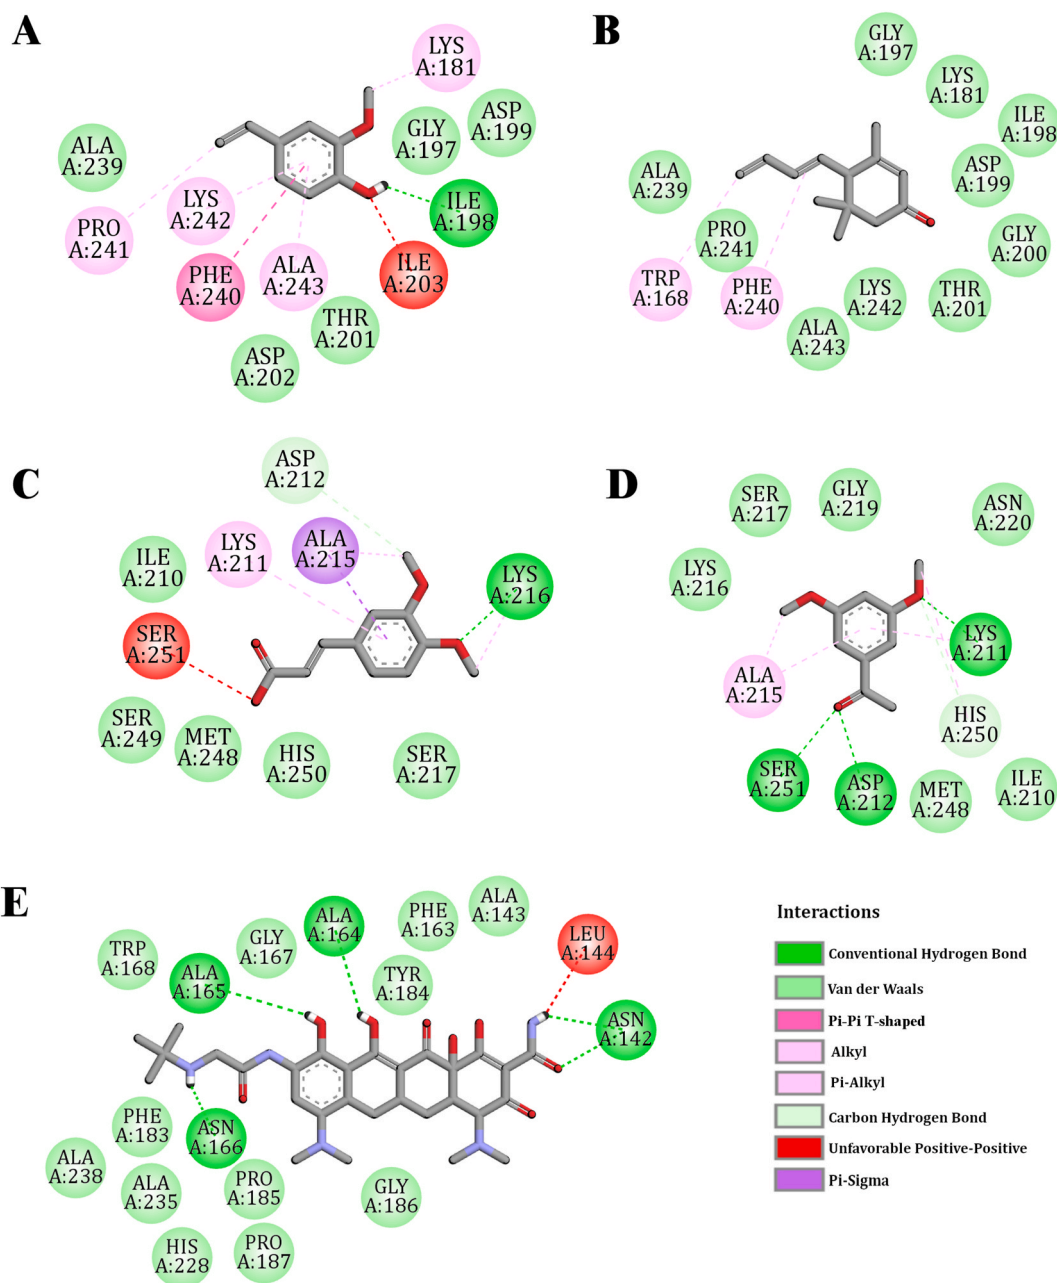 A
LYS
A:181
ALA
A:239
GLY
A:197
ASP
A:199
LYS
A:242
ILE
A:198
PRO
A:241
PHE
A:240
ALA
A:243
ILE
A:203
THR
A:201
ASP
A:202
B
GLY
A:197
LYS
A:181
ILE
A:198
ALA
A:239
ASP
A:199
PRO
A:241
GLY
A:200
TRP
A:168
PHE
A:240
LYS
A:242
THR
A:201
ALA
A:243
C
ASP
A:212
ILE
A:210
LYS
A:211
ALA
A:215
LYS
A:216
SER
A:251
SER
A:249
MET
A:248
HIS
A:250
SER
A:217
D
SER
A:217
GLY
A:219
ASN
A:220
LYS
A:216
LYS
A:211
ALA
A:215
HIS
A:250
SER
A:251
ASP
A:212
MET
A:248
ILE
A:210
E
TRP
A:168
ALA
A:165
GLY
A:167
ALA
A:164
PHE
A:163
ALA
A:143
TYR
A:184
LEU
A:144
ASN
A:142
PHE
A:183
ASN
A:166
ALA
A:238
ALA
A:235
PRO
A:185
GLY
A:186
HIS
A:228
PRO
A:187
Interactions
Conventional Hydrogen Bond
Van der Waals
Pi-Pi T-shaped
Alkyl
Pi-Alkyl
Carbon Hydrogen Bond
Unfavorable Positive-Positive
Pi-Sigma